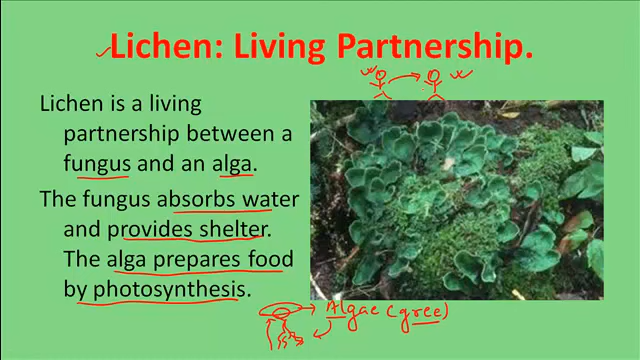 Lichen: Living Partnership.
Lichen is a living
partnership between a
fungus and an alga.
The fungus absorbs water
and provides shelter.
The alga prepares food
by photosynthesis.
Algae (gree)